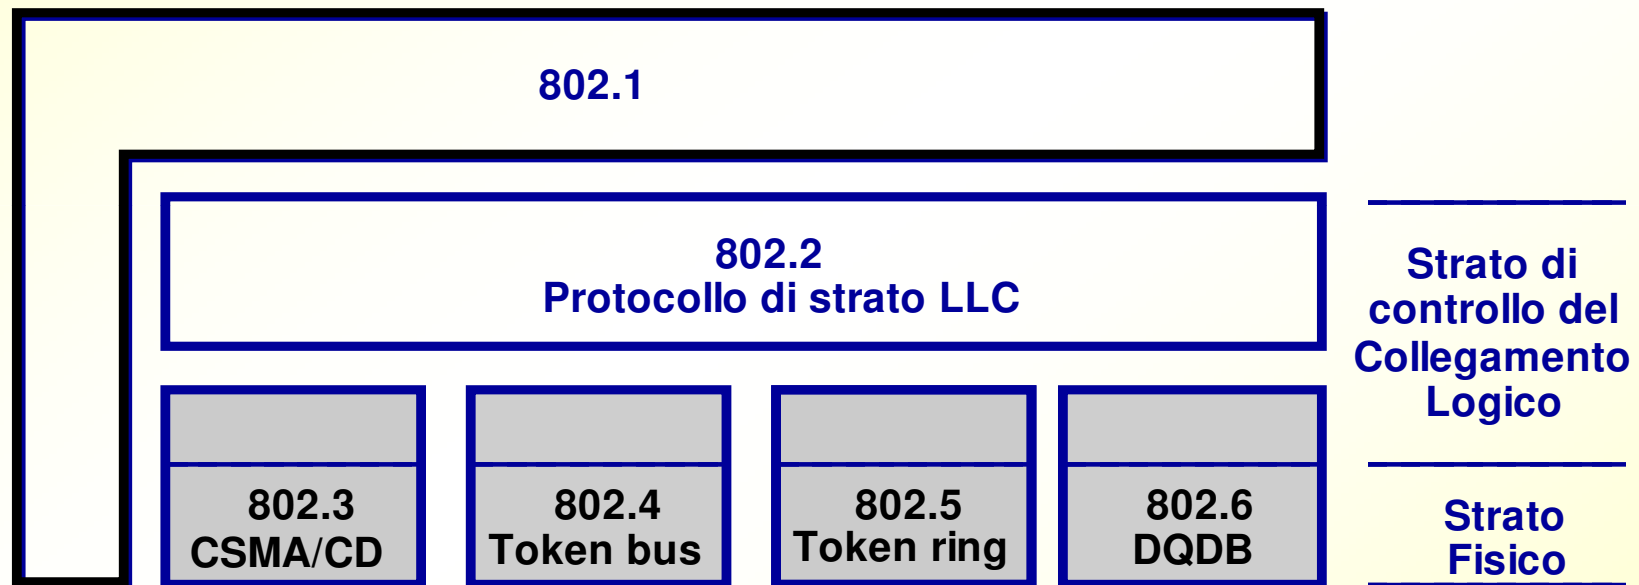 802.1
802.2
Protocollo di strato LLC
Strato di
controllo del
Collegamento
Logico
802.3
CSMA/CD
802.4
Token bus
802.5
Token ring
802.6
DQDB
Strato
Fisico